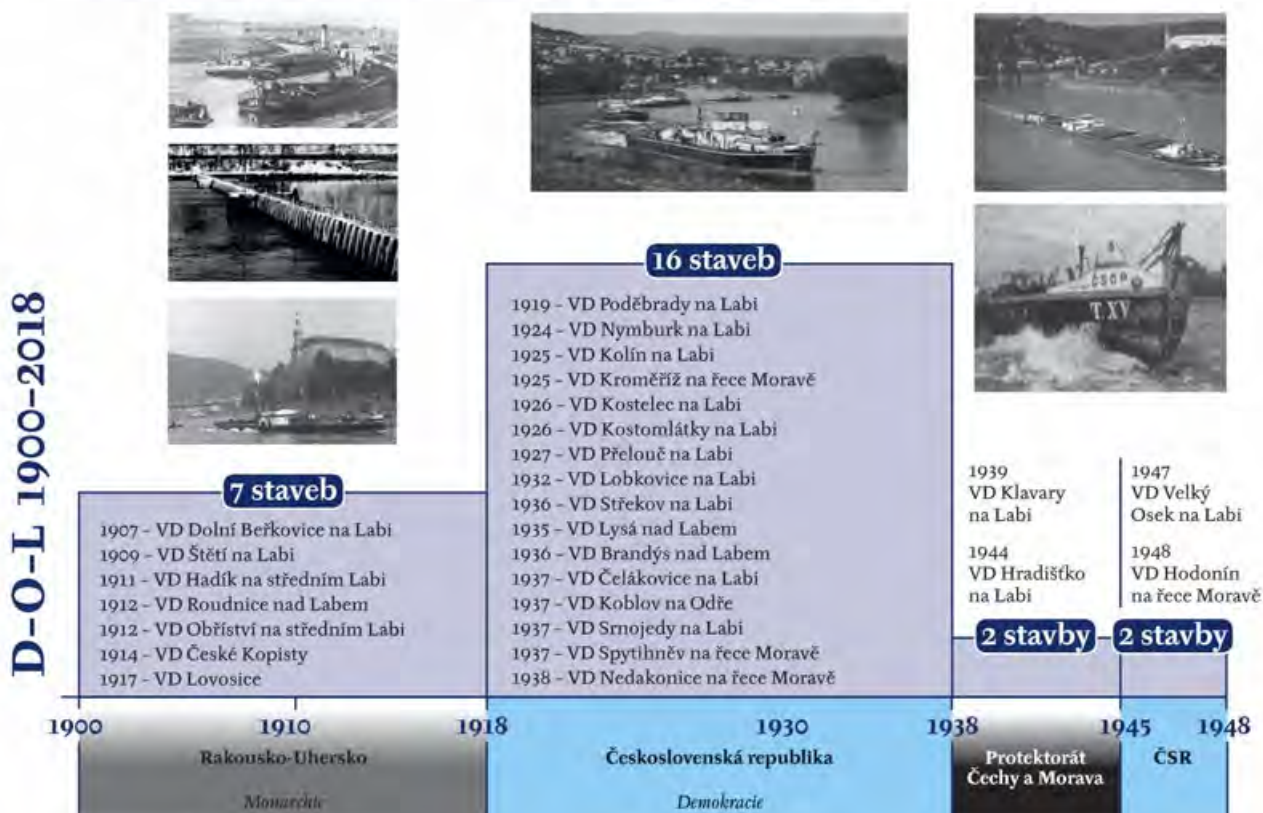 D-O-L 1900–2018
7 staveb
1907 – VD Dolní Beřkovice na Labi
1909 – VD Štětí na Labi
1911 – VD Hadík na středním Labi
1912 – VD Roudnice nad Labem
1912 – VD Obříství na středním Labi
1914 – VD České Kopisty
1917 – VD Lovosice
16 staveb
1919 – VD Poděbrady na Labi
1924 – VD Nymburk na Labi
1925 – VD Kolín na Labi
1925 – VD Kroměříž na řece Moravě
1926 – VD Kostelec na Labi
1926 – VD Kostomlátky na Labi
1927 – VD Přelouč na Labi
1932 – VD Lobkovice na Labi
1936 – VD Střekov na Labi
1935 – VD Lysá nad Labem
1936 – VD Brandýs nad Labem
1937 – VD Čelákovice na Labi
1937 – VD Koblov na Odře
1937 – VD Srnojedy na Labi
1937 – VD Spytihněv na řece Moravě
1938 – VD Nedakonice na řece Moravě
ČSOP
T.XV
1939
VD Klavary
na Labi
1944
VD Hradišťko
na Labi
2 stavby
1947
VD Velký
Osek na Labi
1948
VD Hodonín
na řece Moravě
2 stavby
1900 1910 1918 1930 1938 1945 1948
Rakousko-Uhersko
Monarchie
Československá republika
Demokracie
Protektorát
Čechy a Morava
ČSR